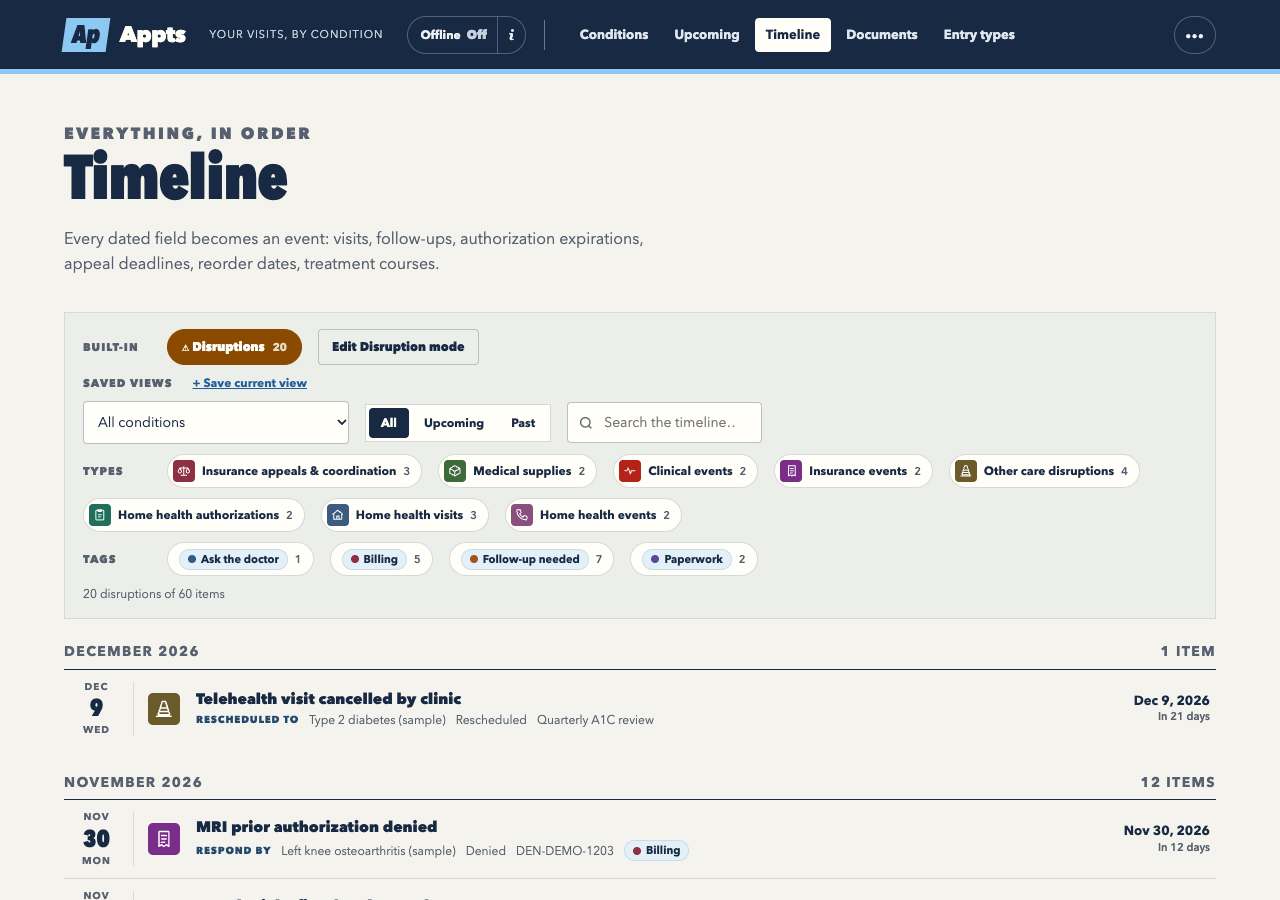 Ap Appts YOUR VISITS, BY CONDITION Offline Off i Conditions Upcoming Timeline Documents Entry types •••
EVERYTHING, IN ORDER
Timeline
Every dated field becomes an event: visits, follow-ups, authorization expirations,
appeal deadlines, reorder dates, treatment courses.
BUILT-IN ⚠ Disruptions 20 Edit Disruption mode
SAVED VIEWS + Save current view
All conditions All Upcoming Past Search the timeline..
TYPES Insurance appeals & coordination 3 Medical supplies 2 Clinical events 2 Insurance events 2 Other care disruptions 4
Home health authorizations 2 Home health visits 3 Home health events 2
TAGS Ask the doctor 1 Billing 5 Follow-up needed 7 Paperwork 2
20 disruptions of 60 items
DECEMBER 2026 1 ITEM
DEC
9
WED
Telehealth visit cancelled by clinic
RESCHEDULED TO Type 2 diabetes (sample) Rescheduled Quarterly A1C review
Dec 9, 2026
In 21 days
NOVEMBER 2026 12 ITEMS
NOV
30
MON
MRI prior authorization denied
RESPOND BY Left knee osteoarthritis (sample) Denied DEN-DEMO-1203 Billing
Nov 30, 2026
In 12 days
NOV